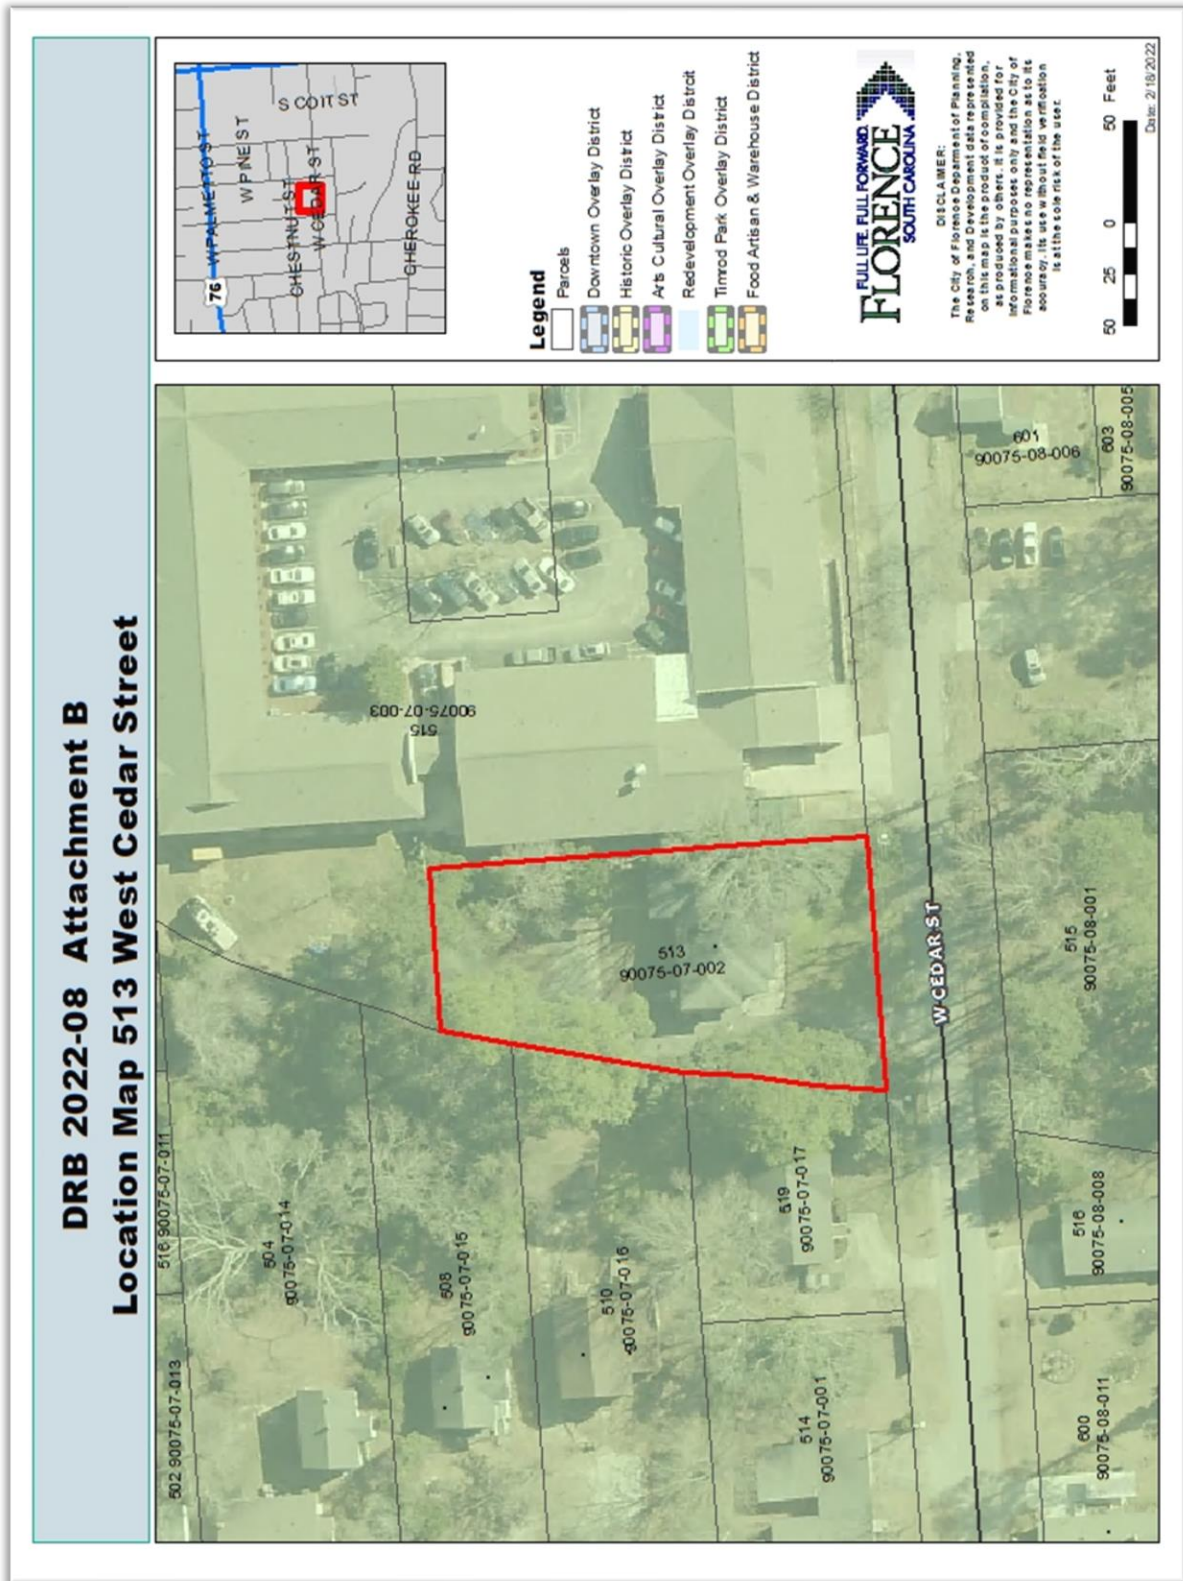 DRB 2022-08 Attachment B
Location Map 513 West Cedar Street
502 90075-07-013
516 90075-07-011
504
90075-07-014
508
90075-07-015
510
90075-07-016
519
90075-07-017
514
90075-07-001
513
90075-07-002
515
90075-07-003
W CEDAR ST
601
90075-08-006
603
90075-08-005
515
90075-08-001
516
90075-08-008
600
90075-08-011
76
W PALMETTO ST
W PINE ST
S COIT ST
CHESTNUT ST
W CEDAR ST
CHEROKEE RD
Legend
Parcels
Downtown Overlay District
Historic Overlay District
Arts Cultural Overlay District
Redevelopment Overlay Distrcit
Timrod Park Overlay District
Food Artisan & Warehouse District
FULL LIFE. FULL FORWARD.
FLORENCE
SOUTH CAROLINA
DISCLAIMER:
The City of Florence Department of Planning,
Research, and Development data represented
on this map is the product of compilation,
as produced by others. It is provided for
informational purposes only and the City of
Florence makes no representation as to its
accuracy. Its use without field verification
is at the sole risk of the user.
50 25 0 50 Feet
Date: 2/18/2022